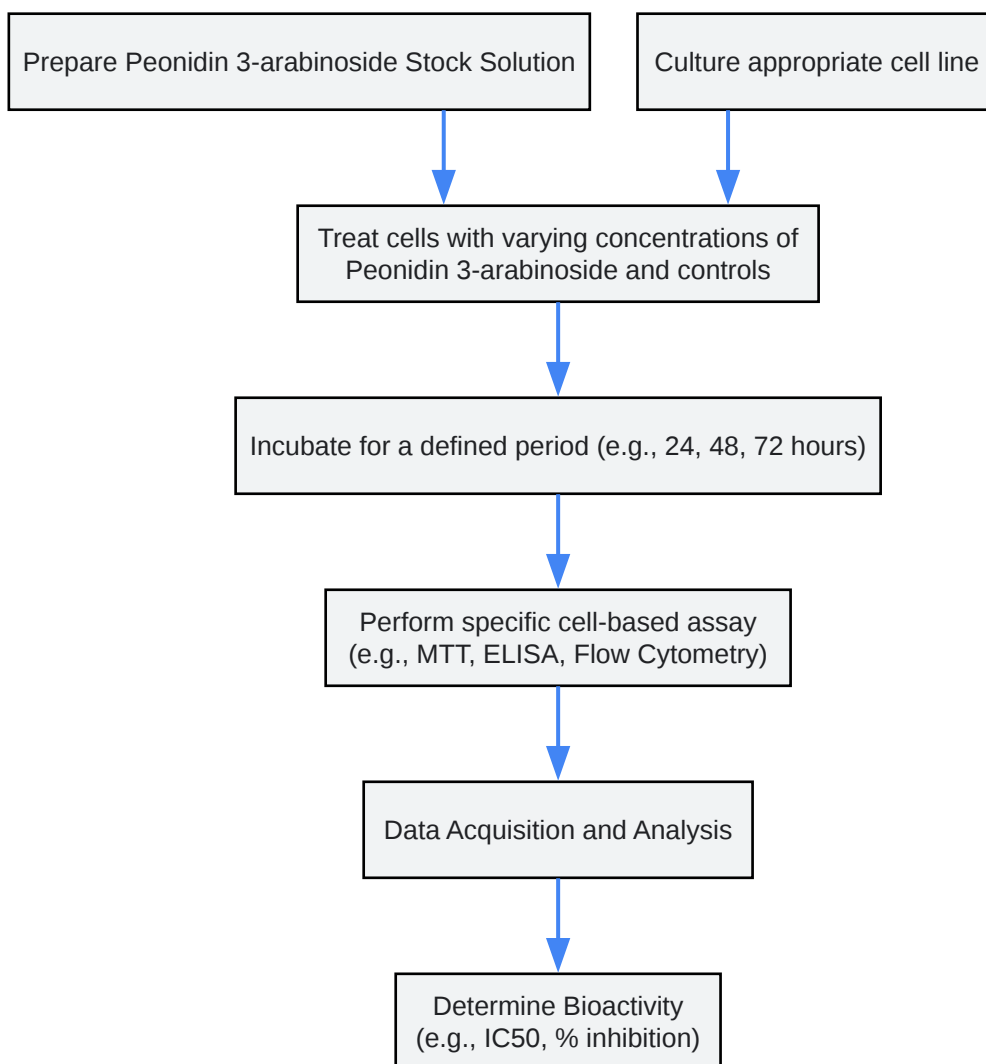 Prepare Peonidin 3-arabinoside Stock Solution
Culture appropriate cell line
Treat cells with varying concentrations of
Peonidin 3-arabinoside and controls
Incubate for a defined period (e.g., 24, 48, 72 hours)
Perform specific cell-based assay
(e.g., MTT, ELISA, Flow Cytometry)
Data Acquisition and Analysis
Determine Bioactivity
(e.g., IC50, % inhibition)